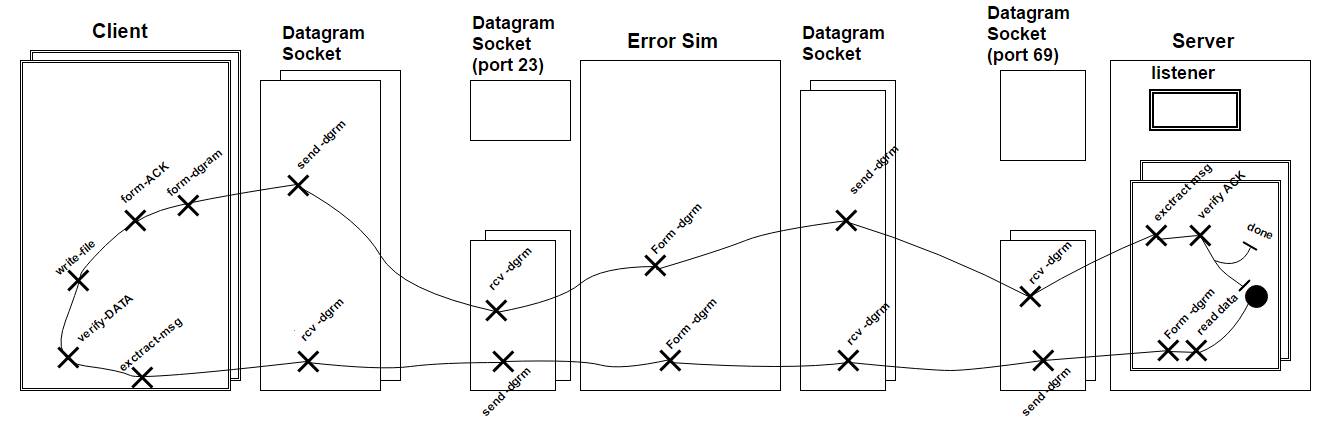 Client
Datagram
Socket
Datagram
Socket
(port 23)
Error Sim
Datagram
Socket
Datagram
Socket
(port 69)
Server
listener
form-ACK
form-dgram
send -dgrm
write-file
verify-DATA
exctract-msg
rcv -dgrm
rcv -dgrm
send -dgrm
Form -dgrm
Form -dgrm
send -dgrm
rcv -dgrm
rcv -dgrm
send -dgrm
exctract msg
verify ACK
done
Form -dgrm
read data